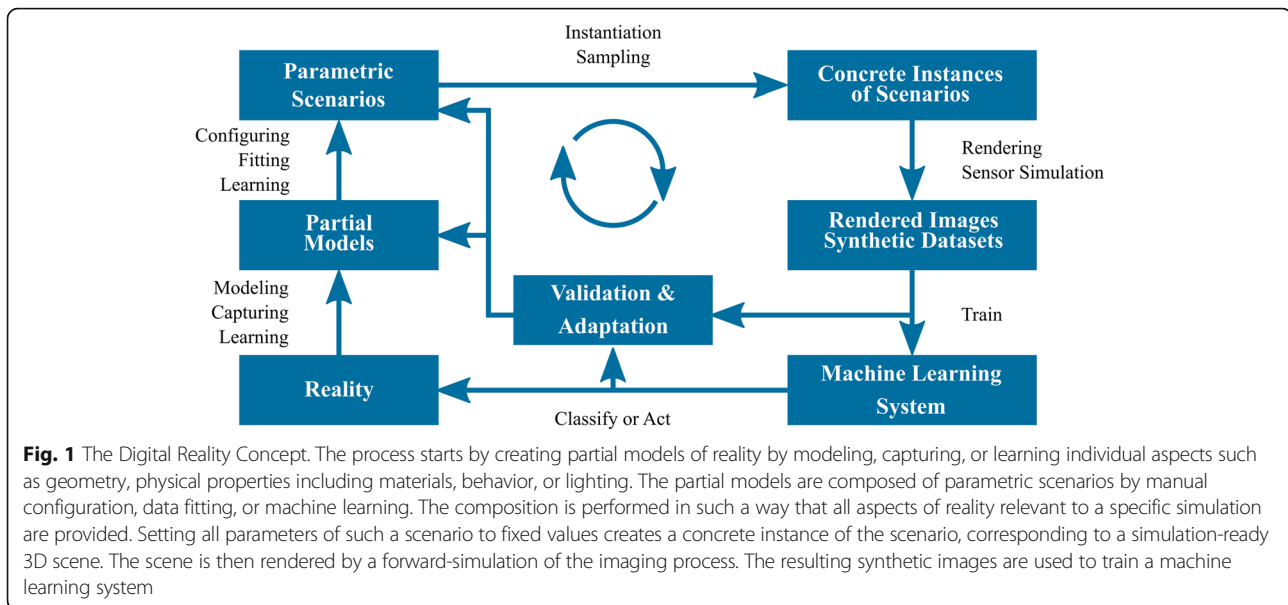 Instantiation
Sampling
Parametric
Scenarios
Concrete Instances
of Scenarios
Configuring
Fitting
Learning
Rendering
Sensor Simulation
Partial
Models
Rendered Images
Synthetic Datasets
Modeling
Capturing
Learning
Validation &
Adaptation
Train
Reality
Machine Learning
System
Classify or Act
Fig. 1 The Digital Reality Concept. The process starts by creating partial models of reality by modeling, capturing, or learning individual aspects such
as geometry, physical properties including materials, behavior, or lighting. The partial models are composed of parametric scenarios by manual
configuration, data fitting, or machine learning. The composition is performed in such a way that all aspects of reality relevant to a specific simulation
are provided. Setting all parameters of such a scenario to fixed values creates a concrete instance of the scenario, corresponding to a simulation-ready
3D scene. The scene is then rendered by a forward-simulation of the imaging process. The resulting synthetic images are used to train a machine
learning system